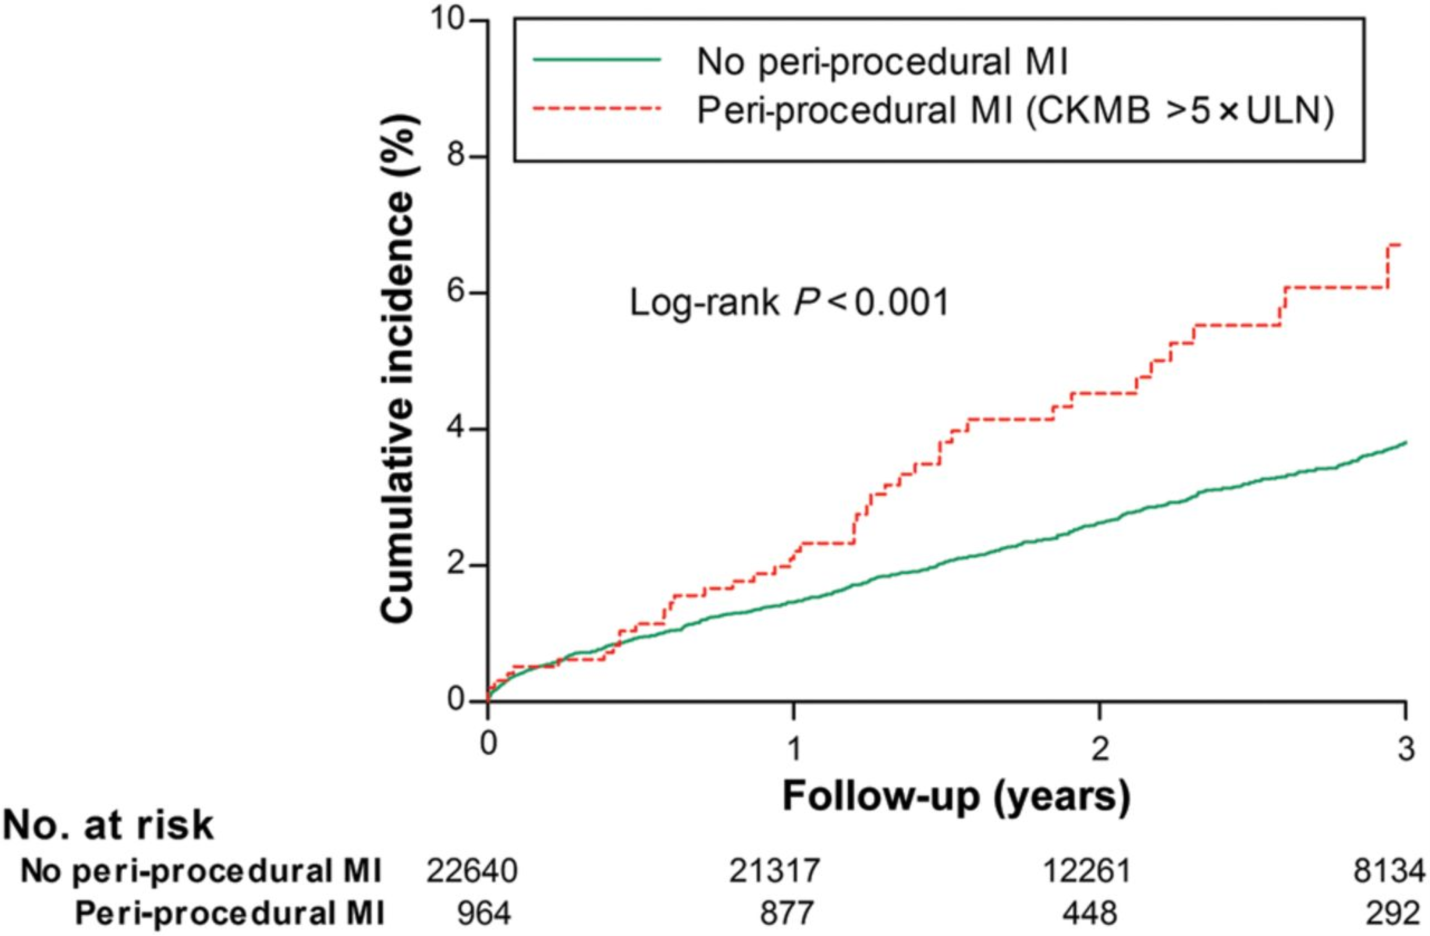 10
8
6
4
2
0
Cumulative incidence (%)
No peri-procedural MI
Peri-procedural MI (CKMB >5×ULN)
Log-rank P<0.001
0 1 2 3
Follow-up (years)
No. at risk
No peri-procedural MI 22640 21317 12261 8134
Peri-procedural MI 964 877 448 292